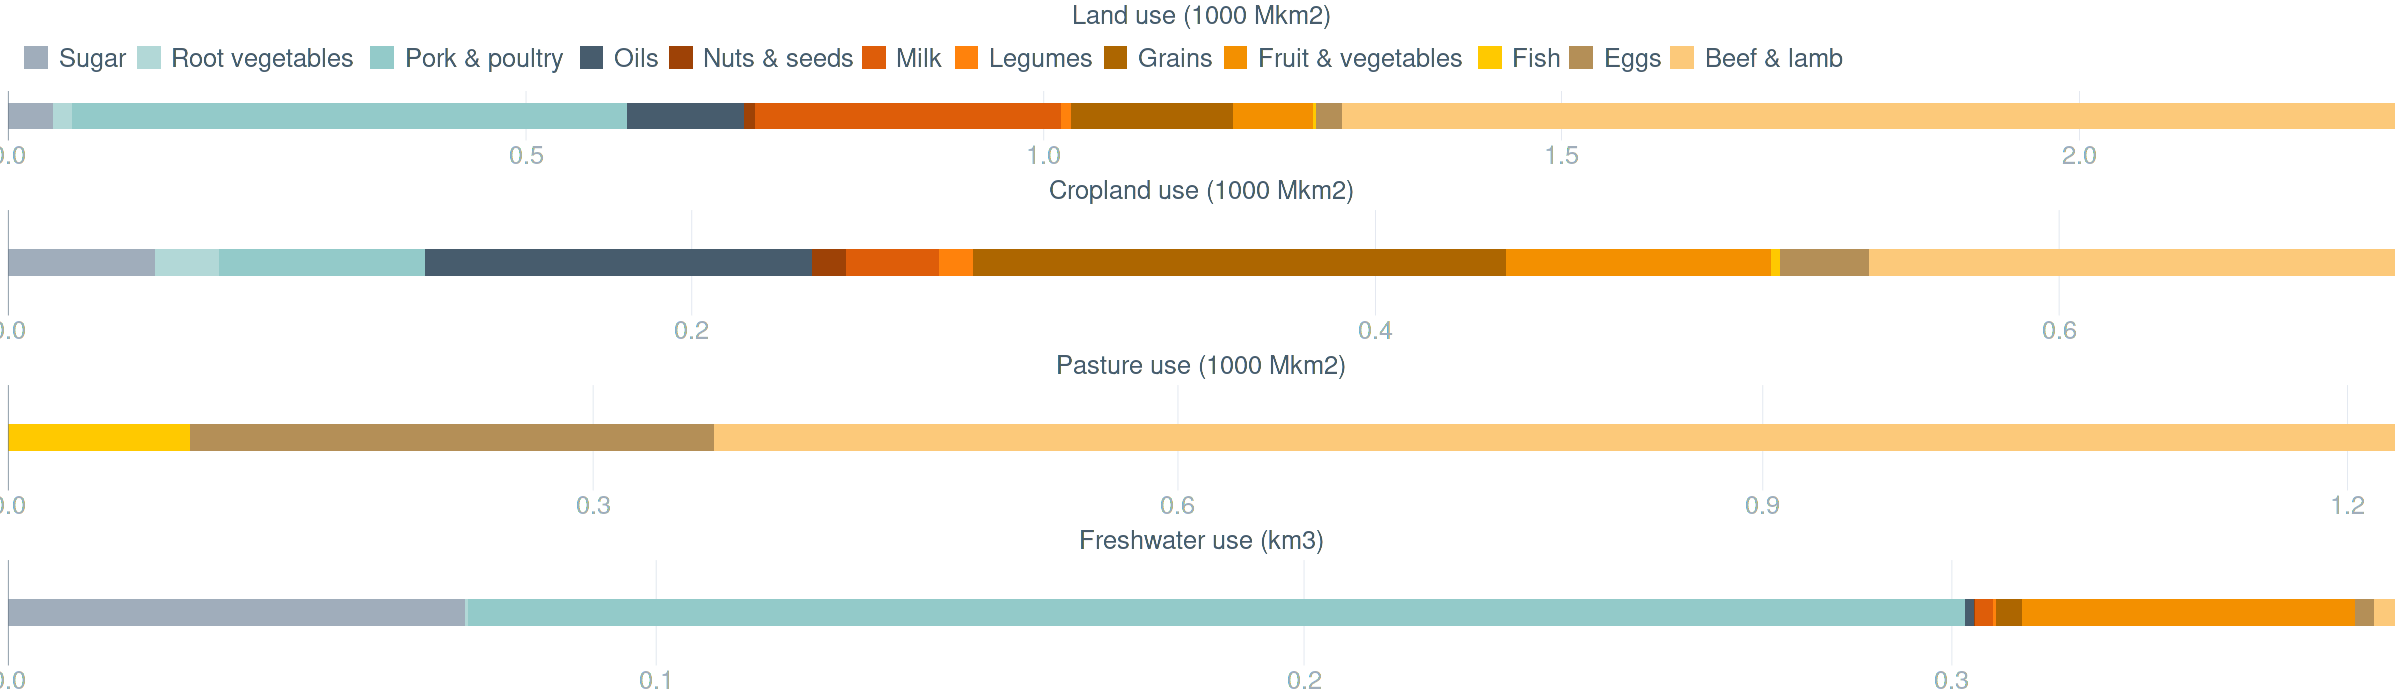 Land use (1000 Mkm2)
Sugar Root vegetables Pork & poultry Oils Nuts & seeds Milk Legumes Grains Fruit & vegetables Fish Eggs Beef & lamb
0.0 0.5 1.0 1.5 2.0
Cropland use (1000 Mkm2)
0.0 0.2 0.4 0.6
Pasture use (1000 Mkm2)
0.0 0.3 0.6 0.9 1.2
Freshwater use (km3)
0.0 0.1 0.2 0.3